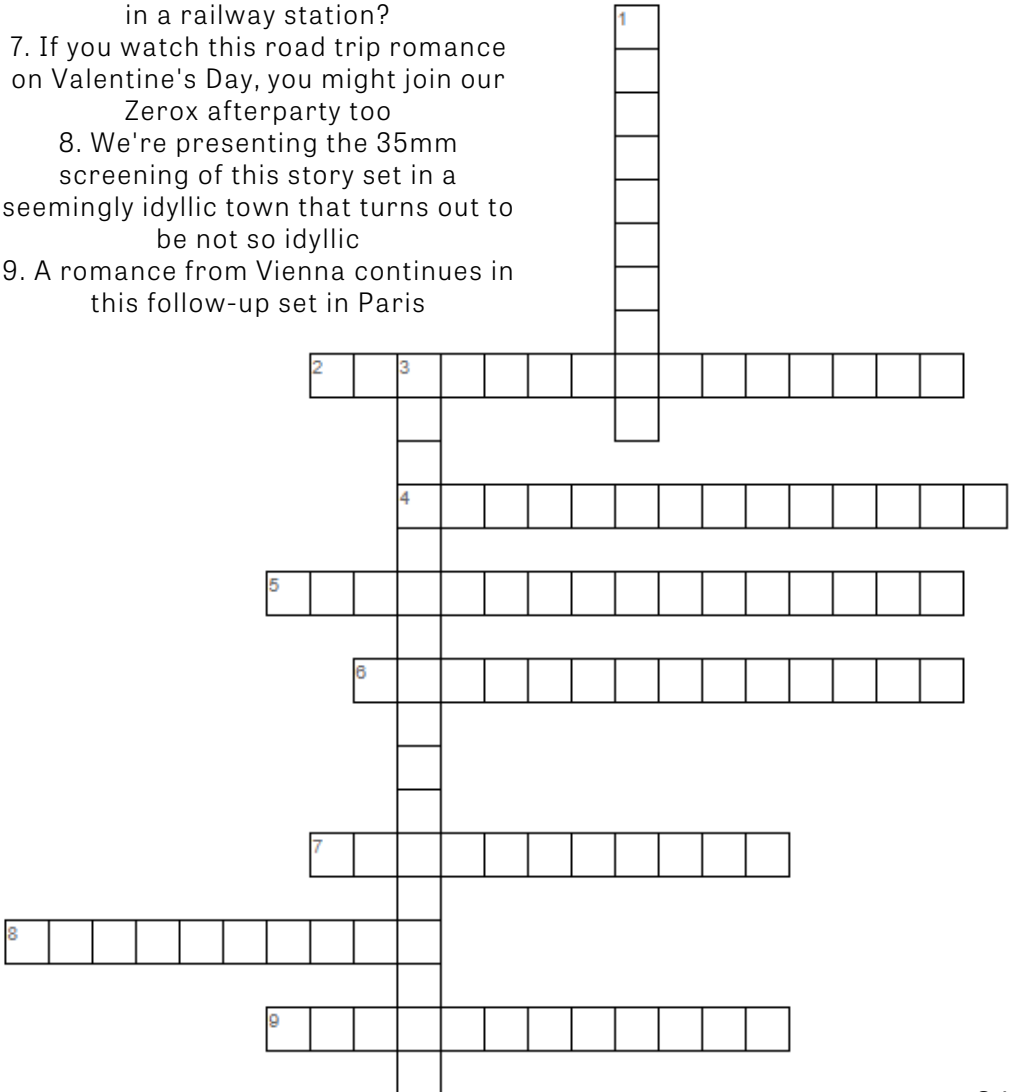 in a railway station?
7. If you watch this road trip romance
on Valentine's Day, you might join our
Zerox afterparty too
8. We're presenting the 35mm
screening of this story set in a
seemingly idyllic town that turns out to
be not so idyllic
9. A romance from Vienna continues in
this follow-up set in Paris
1
2
3
4
5
6
7
8
9